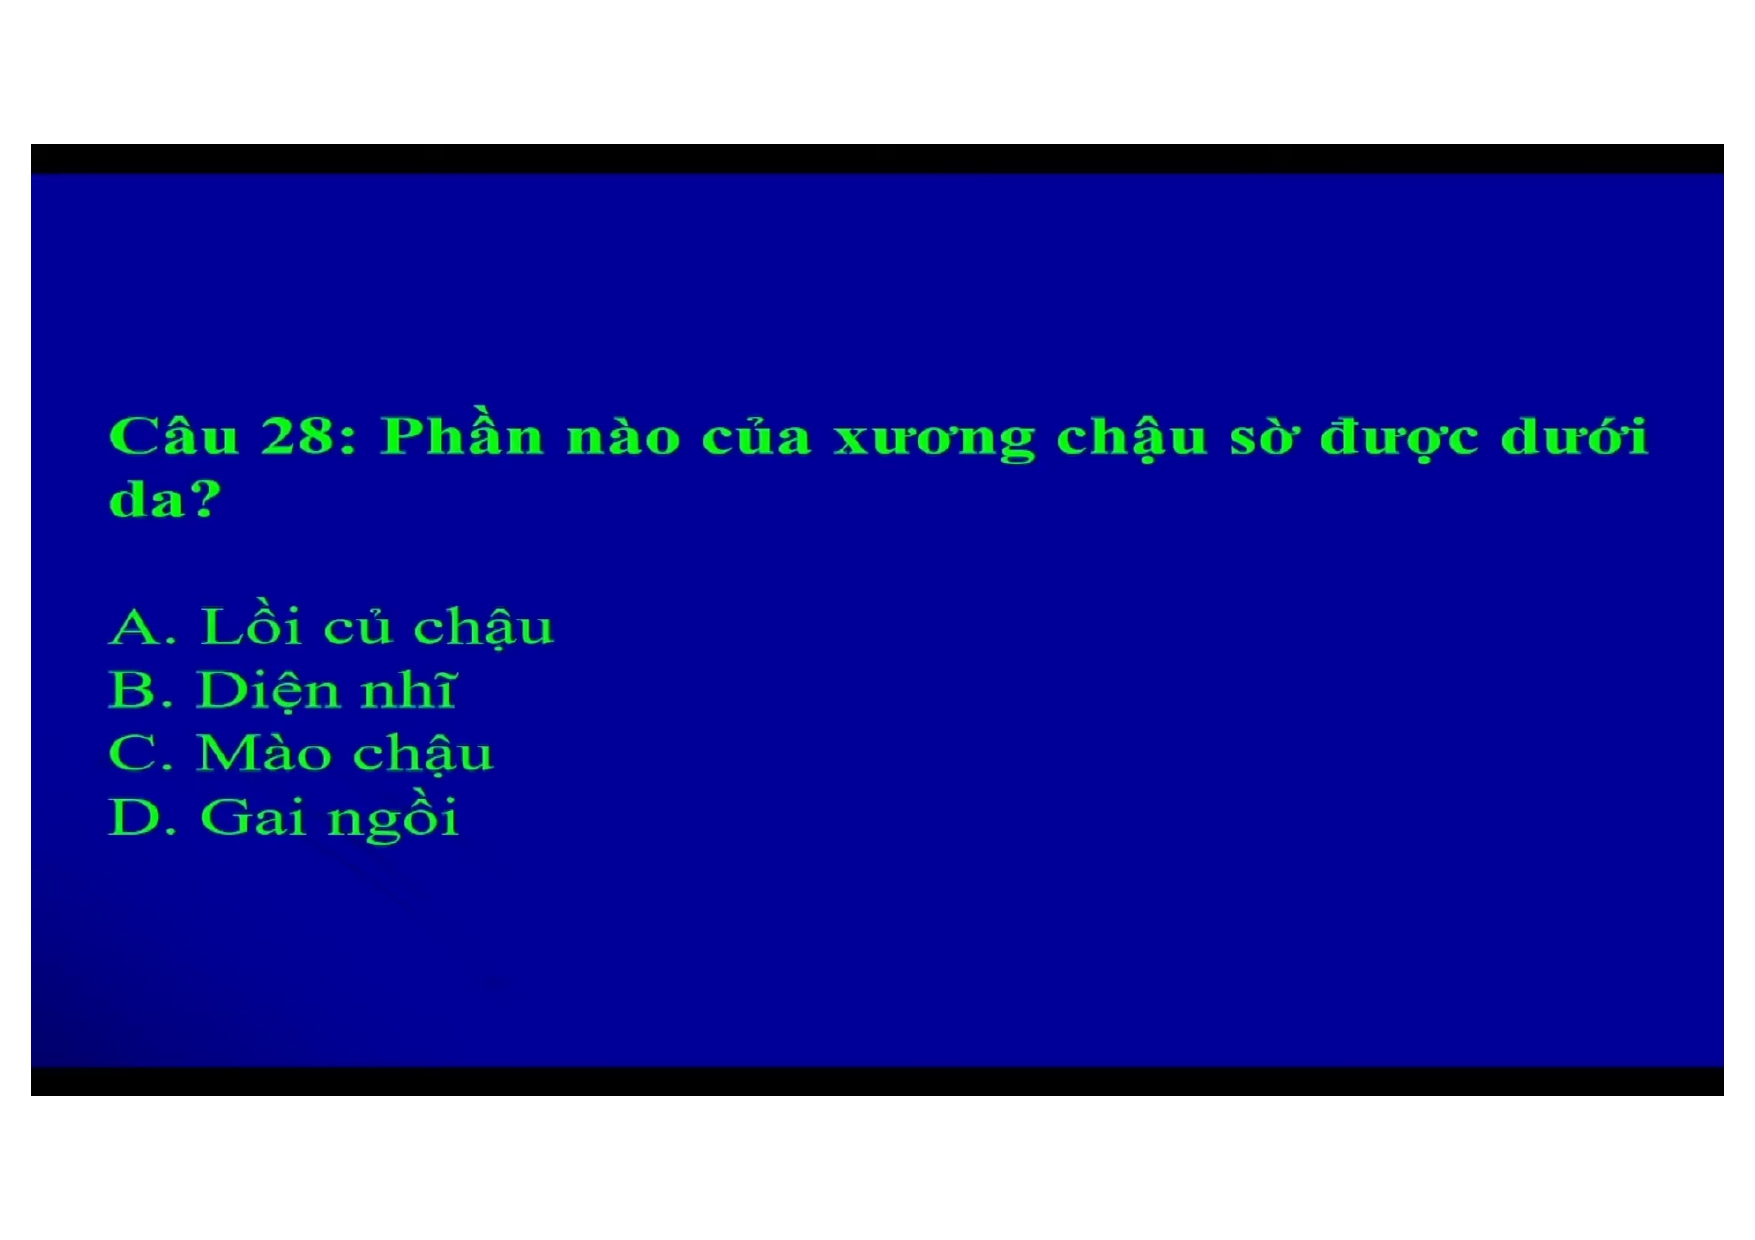 Câu 28: Phần nào của xương chậu sờ được dưới
da?
A. Lồi củ chậu
B. Diện nhĩ
C. Mào chậu
D. Gai ngồi